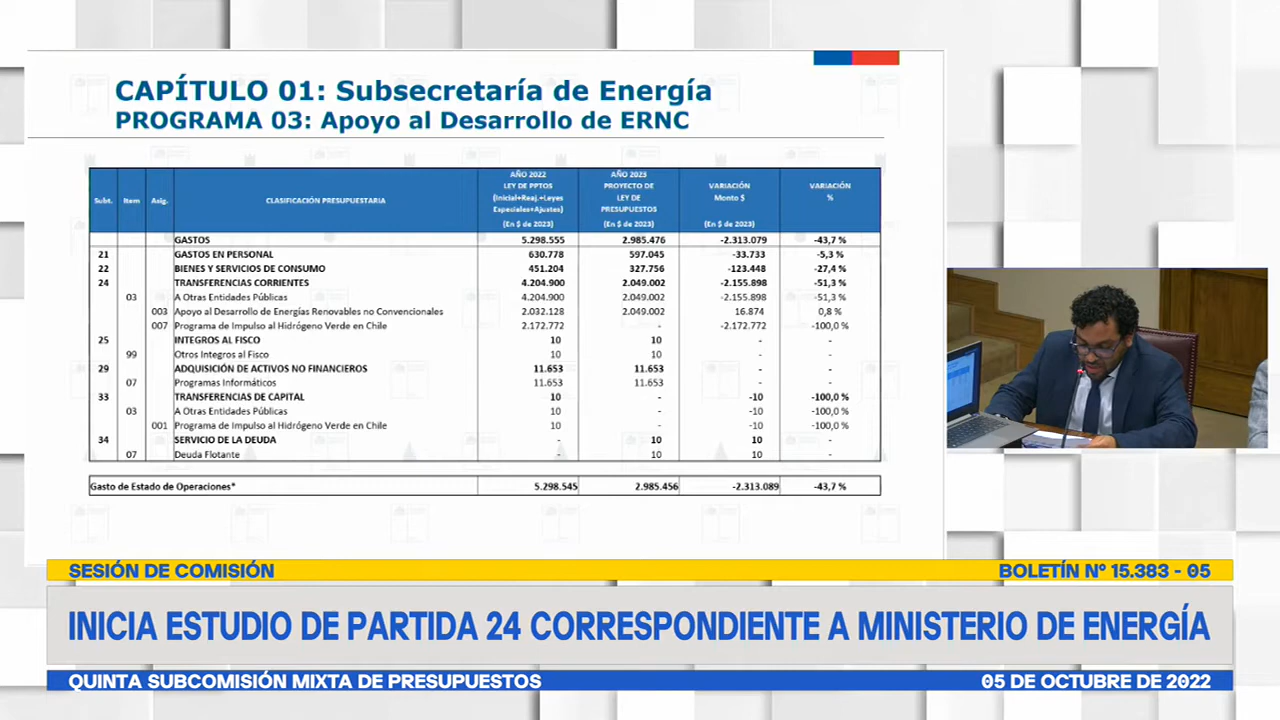 CAPÍTULO 01: Subsecretaría de Energía
PROGRAMA 03: Apoyo al Desarrollo de ERNC
Subt. Item Asig. CLASIFICACIÓN PRESUPUESTARIA AÑO 2022 LEY DE PPTOS (Inicial+Reaj.+Leyes Especiales+Ajustes) (En $ de 2023) AÑO 2023 PROYECTO DE LEY DE PRESUPUESTOS (En $ de 2023) VARIACIÓN Monto $ (En $ de 2023) VARIACIÓN %
GASTOS 5.298.555 2.985.476 -2.313.079 -43,7 %
21 GASTOS EN PERSONAL 630.778 597.045 -33.733 -5,3 %
22 BIENES Y SERVICIOS DE CONSUMO 451.204 327.756 -123.448 -27,4 %
24 TRANSFERENCIAS CORRIENTES 4.204.900 2.049.002 -2.155.898 -51,3 %
03 A Otras Entidades Públicas 4.204.900 2.049.002 -2.155.898 -51,3 %
003 Apoyo al Desarrollo de Energías Renovables no Convencionales 2.032.128 2.049.002 16.874 0,8 %
007 Programa de Impulso al Hidrógeno Verde en Chile 2.172.772 - -2.172.772 -100,0 %
25 INTEGROS AL FISCO 10 10 - -
99 Otros Integros al Fisco 10 10 - -
29 ADQUISICIÓN DE ACTIVOS NO FINANCIEROS 11.653 11.653 - -
07 Programas Informáticos 11.653 11.653 - -
33 TRANSFERENCIAS DE CAPITAL 10 - -10 -100,0 %
03 A Otras Entidades Públicas 10 - -10 -100,0 %
001 Programa de Impulso al Hidrógeno Verde en Chile 10 - -10 -100,0 %
34 SERVICIO DE LA DEUDA - 10 10 -
07 Deuda Flotante - 10 10 -
Gasto de Estado de Operaciones* 5.298.545 2.985.456 -2.313.089 -43,7 %
SESIÓN DE COMISIÓN BOLETÍN N° 15.383 - 05
INICIA ESTUDIO DE PARTIDA 24 CORRESPONDIENTE A MINISTERIO DE ENERGÍA
QUINTA SUBCOMISIÓN MIXTA DE PRESUPUESTOS 05 DE OCTUBRE DE 2022